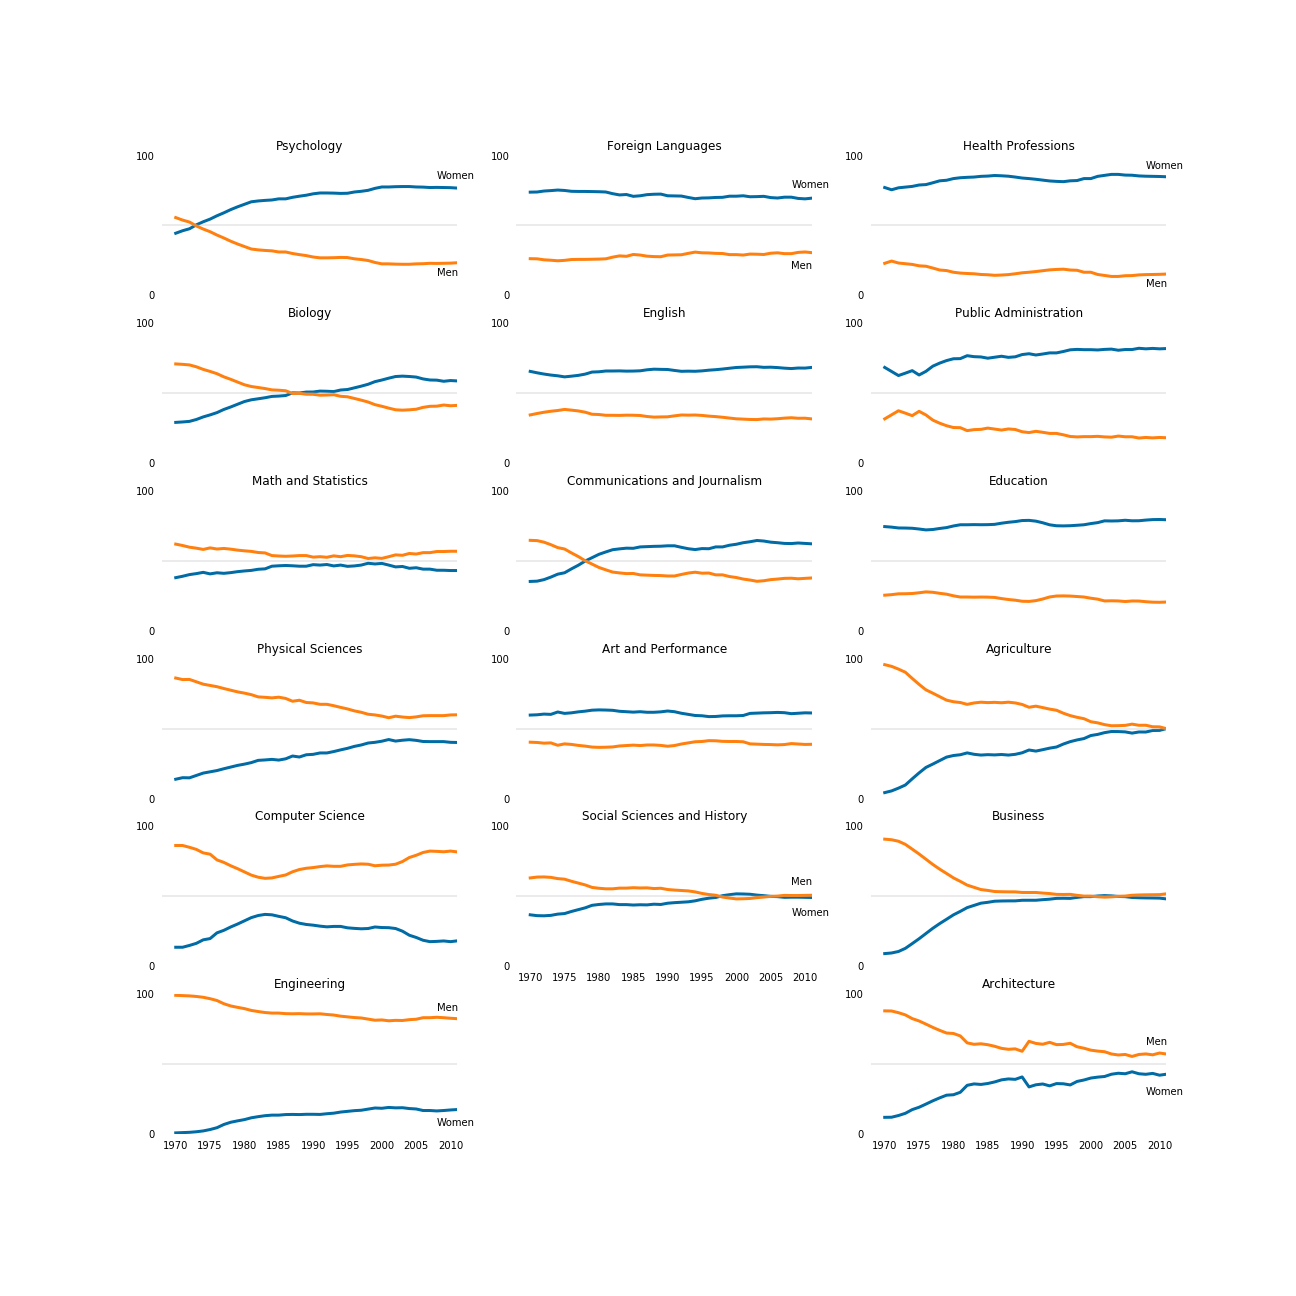 Psychology Foreign Languages Health Professions
100 100 100
Women Women Women
Men Men Men
0 0 0
Biology English Public Administration
100 100
0 0 0
Math and Statistics Communications and Journalism Education
100 100
0 0 0
Physical Sciences Art and Performance Agriculture
100 100
0 0
Computer Science Social Sciences and History Business
100 100
Men
Women
0 0 0
1970 1975 1980 1985 1990 1995 2000 2005 2010
Engineering Architecture
100 100
Men Men
Women Women
0 0
1970 1975 1980 1985 1990 1995 2000 2005 2010 1970 1975 1980 1985 1990 1995 2000 2005 2010